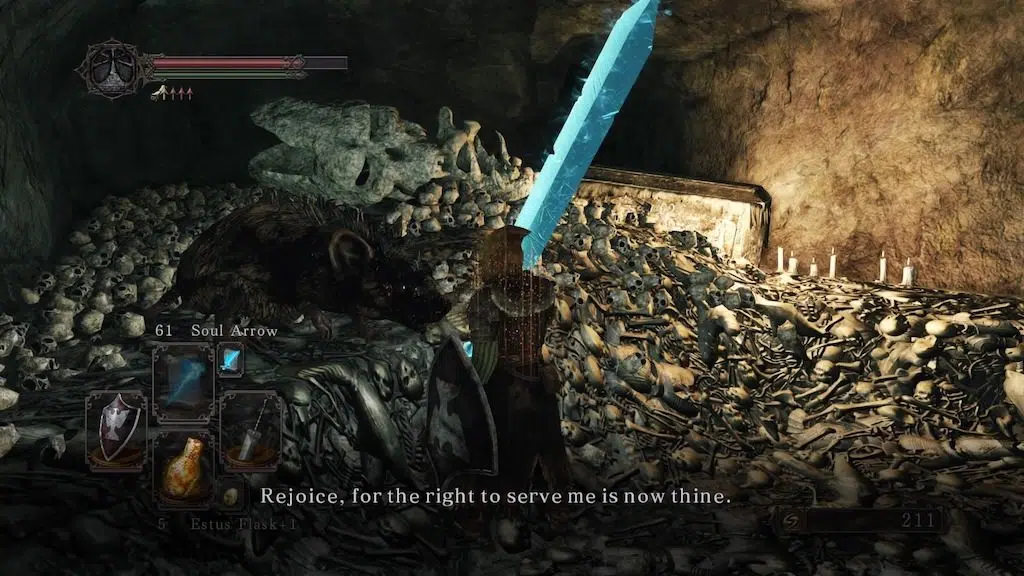 61 Soul Arrow
Rejoice, for the right to serve me is now thine.
5 Estus Flask+1
211